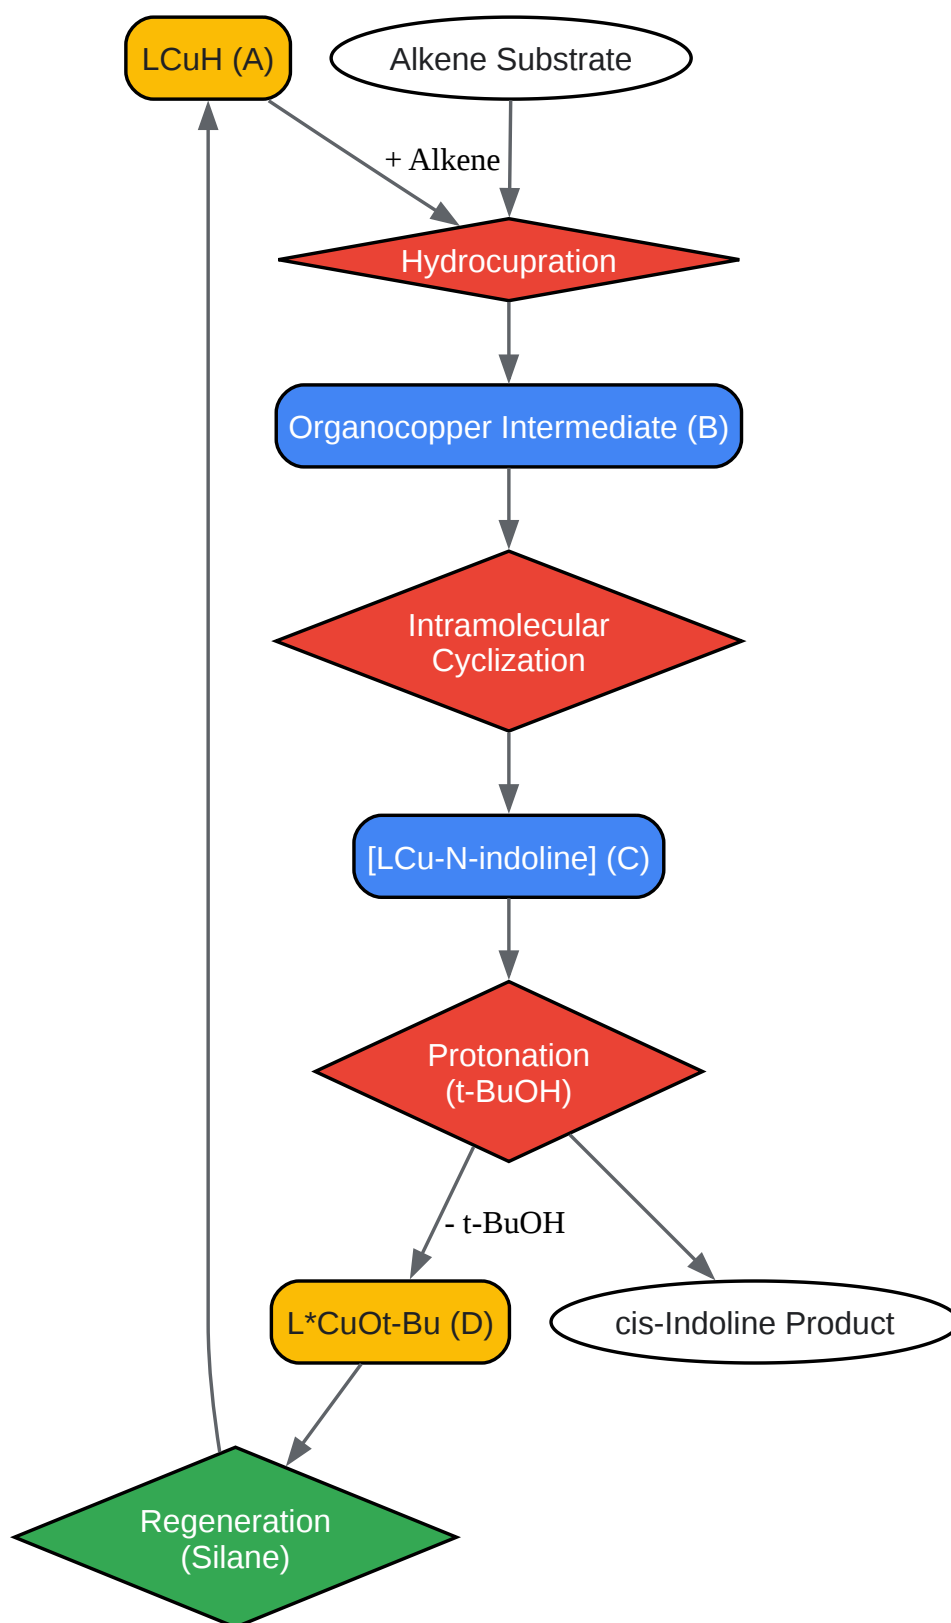 LCuH (A)
Alkene Substrate
+ Alkene
Hydrocupration
Organocopper Intermediate (B)
Intramolecular
Cyclization
[LCu-N-indoline] (C)
Protonation
(t-BuOH)
- t-BuOH
L*CuOt-Bu (D)
cis-Indoline Product
Regeneration
(Silane)